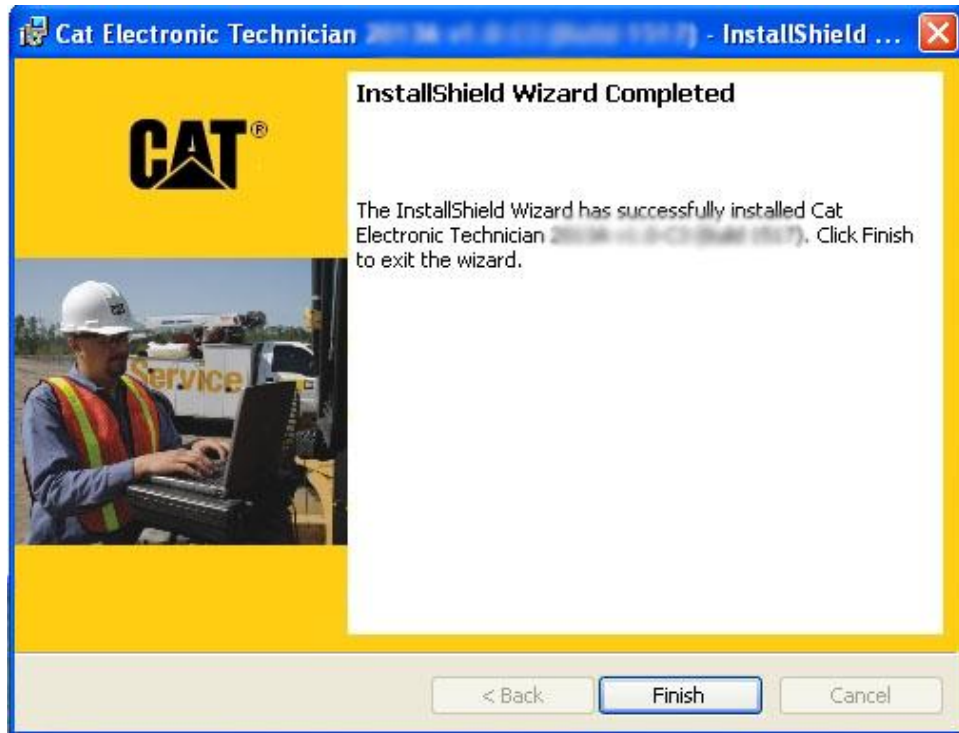 Cat Electronic Technician - InstallShield ...
InstallShield Wizard Completed
CAT®
The InstallShield Wizard has successfully installed Cat
Electronic Technician . Click Finish
to exit the wizard.
Service
< Back
Finish
Cancel